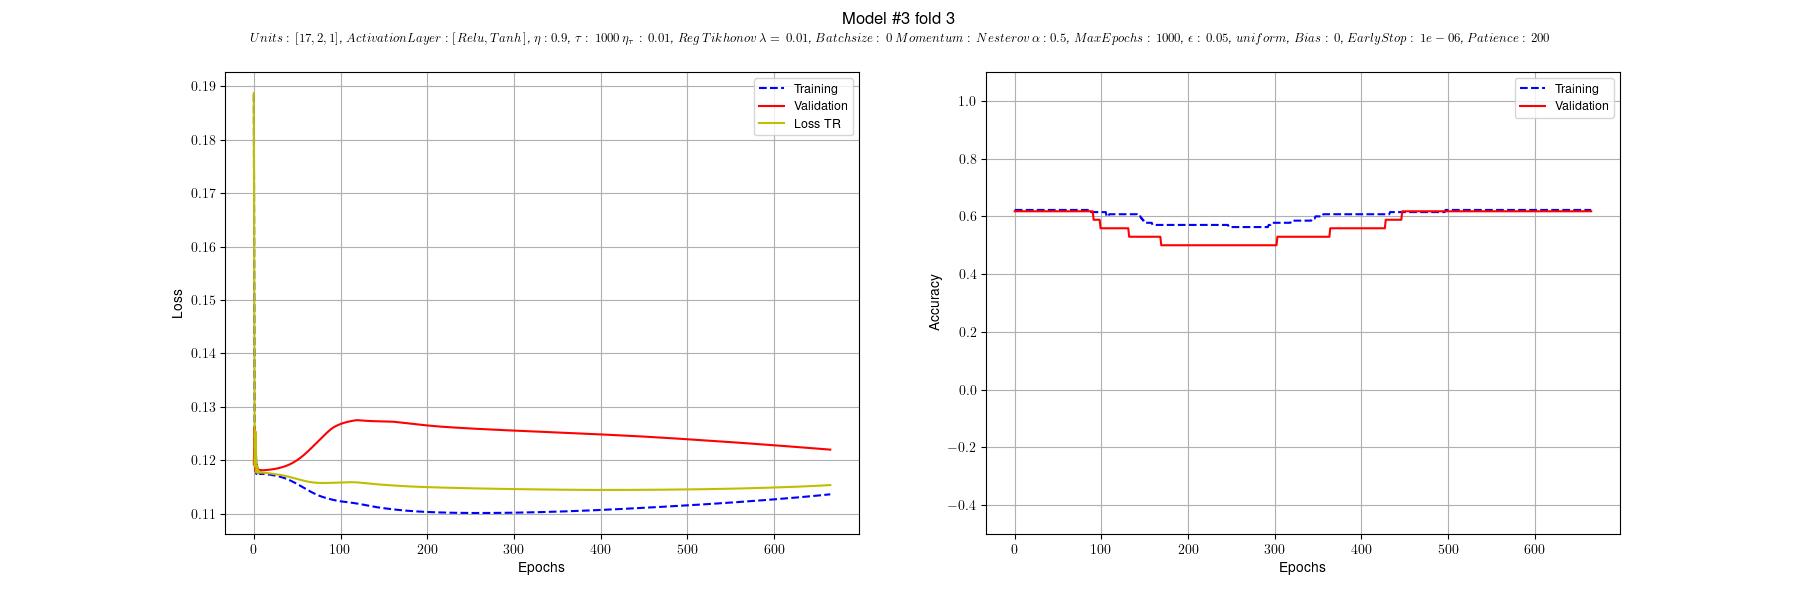 Model #3 fold 3
Units : [17, 2, 1], ActivationLayer : [Relu, Tanh], η : 0.9, τ : 1000 ητ : 0.01, Reg Tikhonov λ = 0.01, Batchsize : 0 Momentum : Nesterov α : 0.5, MaxEpochs : 1000, ϵ : 0.05, uniform, Bias : 0, EarlyStop : 1e − 06, Patience : 200
0.19
0.18
0.17
0.16
0.15
0.14
0.13
0.12
0.11
Loss
0 100 200 300 400 500 600
Epochs
Training
Validation
Loss TR
1.0
0.8
0.6
0.4
0.2
0.0
−0.2
−0.4
Accuracy
0 100 200 300 400 500 600
Epochs
Training
Validation